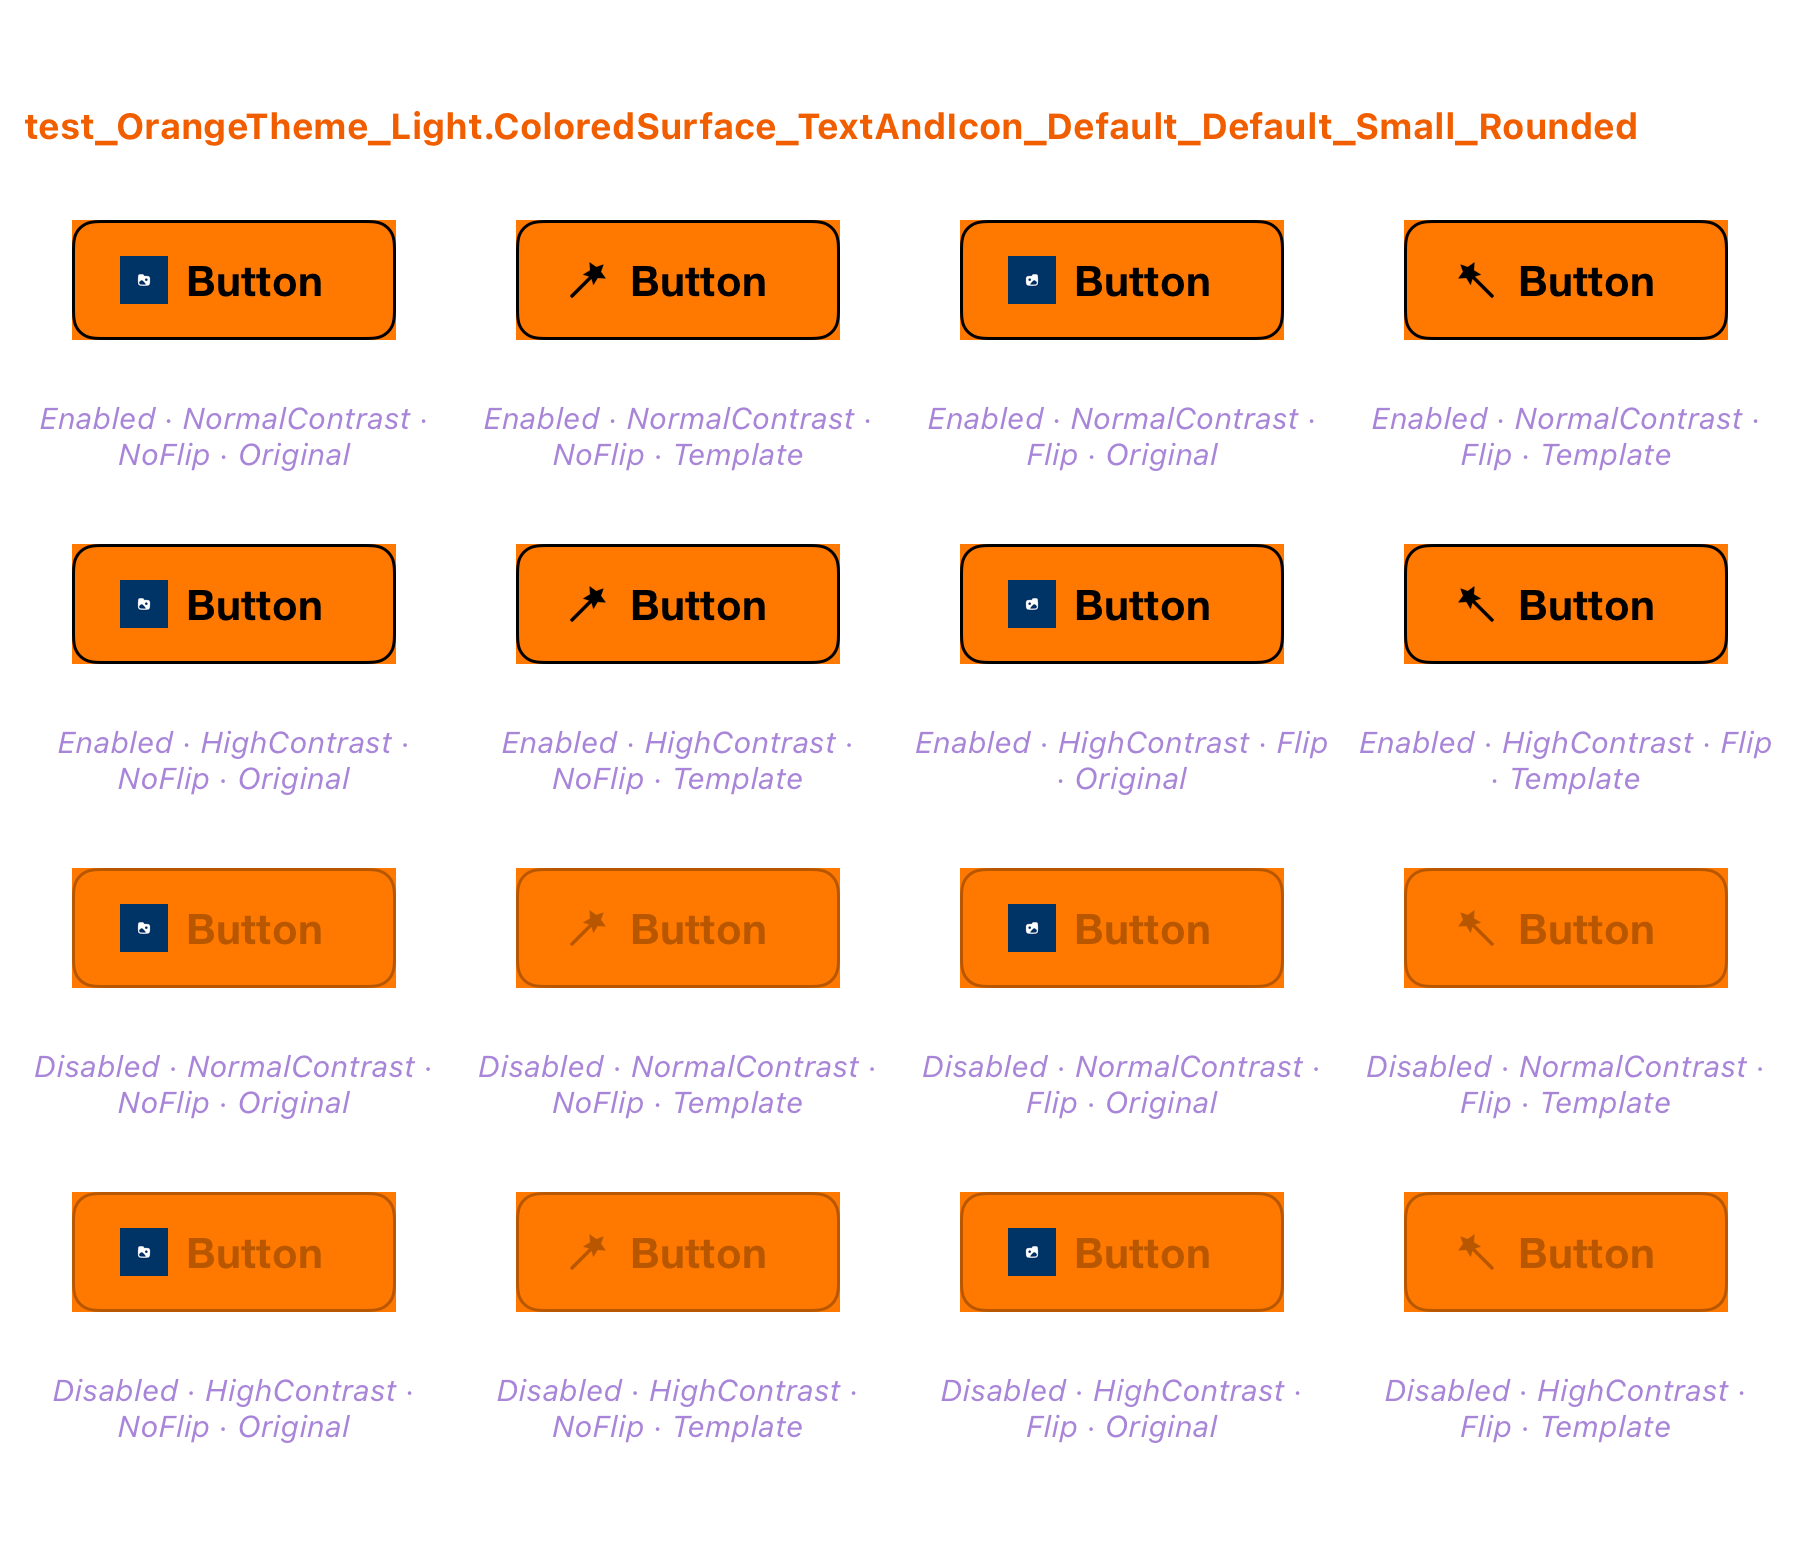 test_OrangeTheme_Light.ColoredSurface_TextAndIcon_Default_Default_Small_Rounded
Button
Button
Button
Button
Enabled · NormalContrast ·
NoFlip · Original
Enabled · NormalContrast ·
NoFlip · Template
Enabled · NormalContrast ·
Flip · Original
Enabled · NormalContrast ·
Flip · Template
Button
Button
Button
Button
Enabled · HighContrast ·
NoFlip · Original
Enabled · HighContrast ·
NoFlip · Template
Enabled · HighContrast · Flip
· Original
Enabled · HighContrast · Flip
· Template
Button
Button
Button
Button
Disabled · NormalContrast ·
NoFlip · Original
Disabled · NormalContrast ·
NoFlip · Template
Disabled · NormalContrast ·
Flip · Original
Disabled · NormalContrast ·
Flip · Template
Button
Button
Button
Button
Disabled · HighContrast ·
NoFlip · Original
Disabled · HighContrast ·
NoFlip · Template
Disabled · HighContrast ·
Flip · Original
Disabled · HighContrast ·
Flip · Template